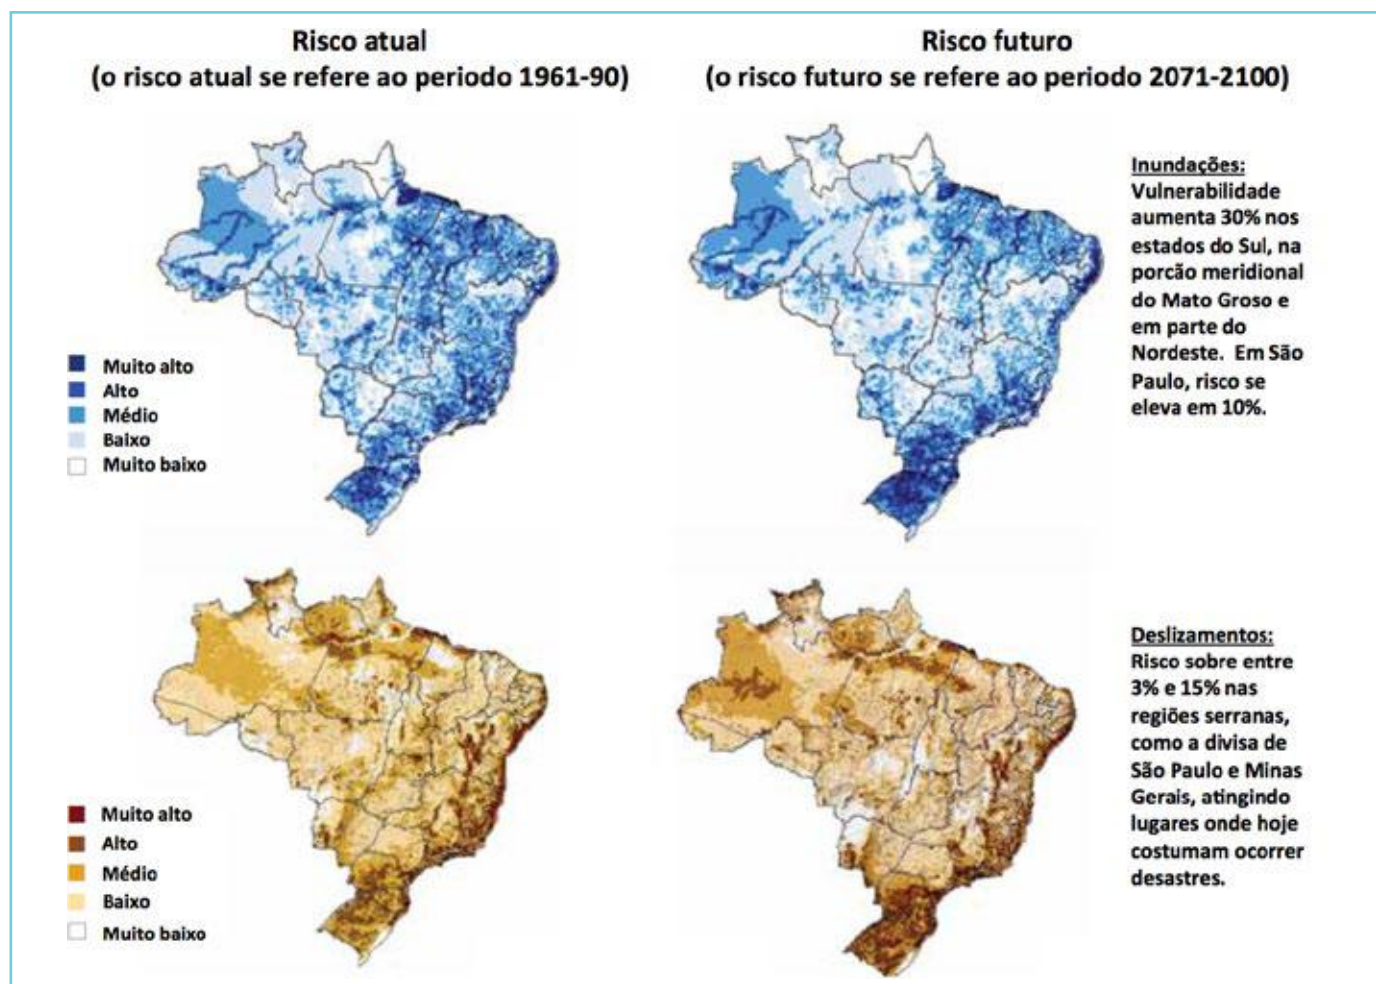 Risco atual
(o risco atual se refere ao periodo 1961-90)
Risco futuro
(o risco futuro se refere ao periodo 2071-2100)
Muito alto
Alto
Médio
Baixo
Muito baixo
Inundações:
Vulnerabilidade
aumenta 30% nos
estados do Sul, na
porcão meridional
do Mato Groso e
em parte do
Nordeste. Em São
Paulo, risco se
eleva em 10%.
Muito alto
Alto
Médio
Baixo
Muito baixo
Deslizamentos:
Risco sobre entre
3% e 15% nas
regiões serranas,
como a divisa de
São Paulo e Minas
Gerais, atingindo
lugares onde hoje
costumam ocorrer
desastres.